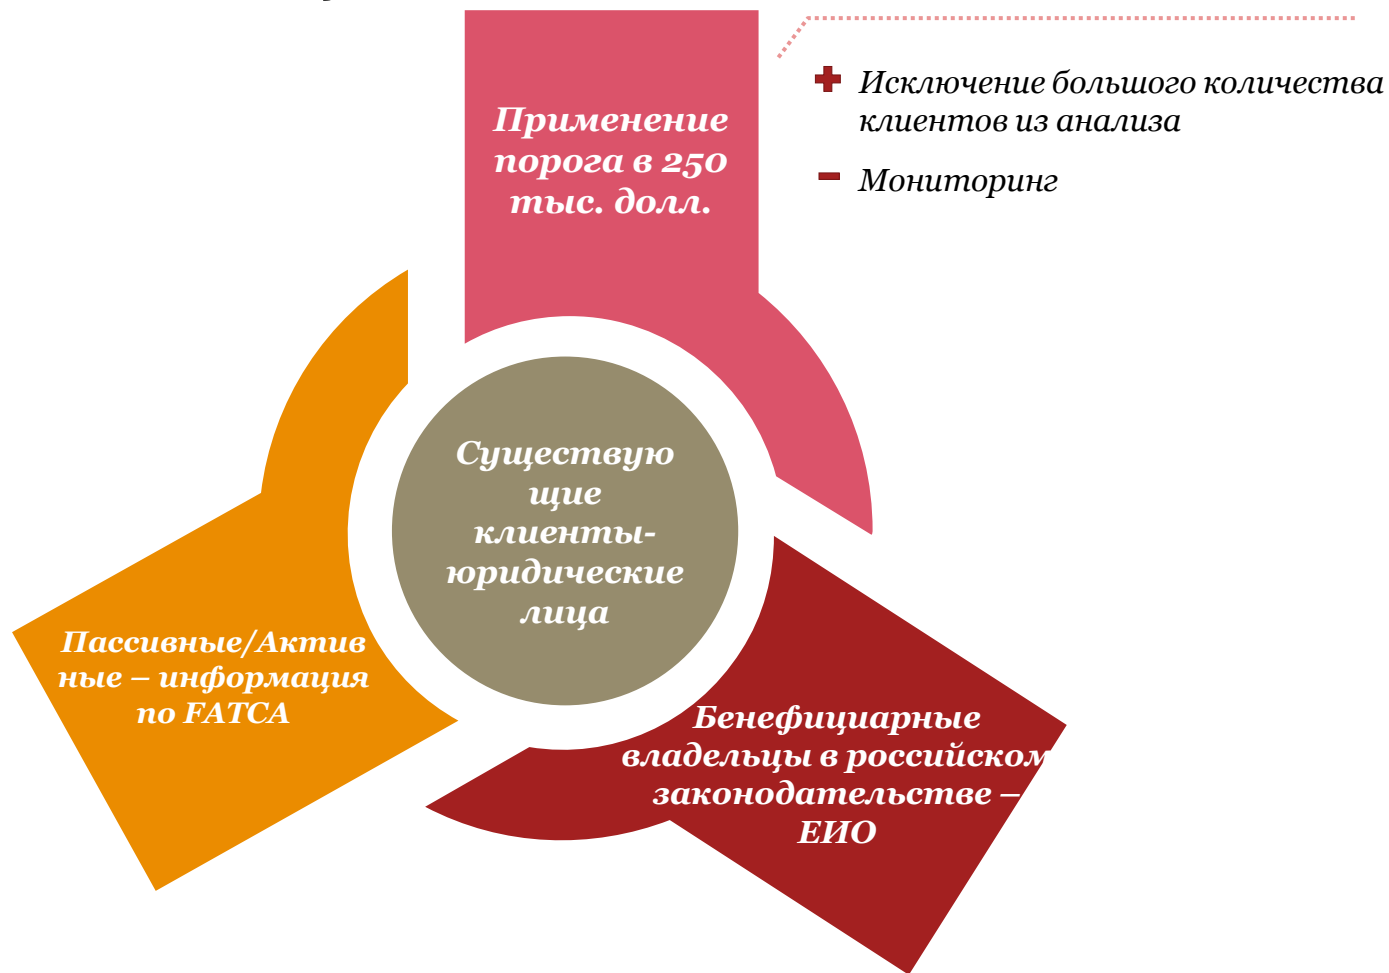 Применение
порога в 250
тыс. долл.
Исключение большого количества
клиентов из анализа
Мониторинг
Существую
щие
клиенты-
юридические
лица
Пассивные/Актив
ные – информация
по FATCA
Бенефициарные
владельцы в российском
законодательстве –
ЕИО